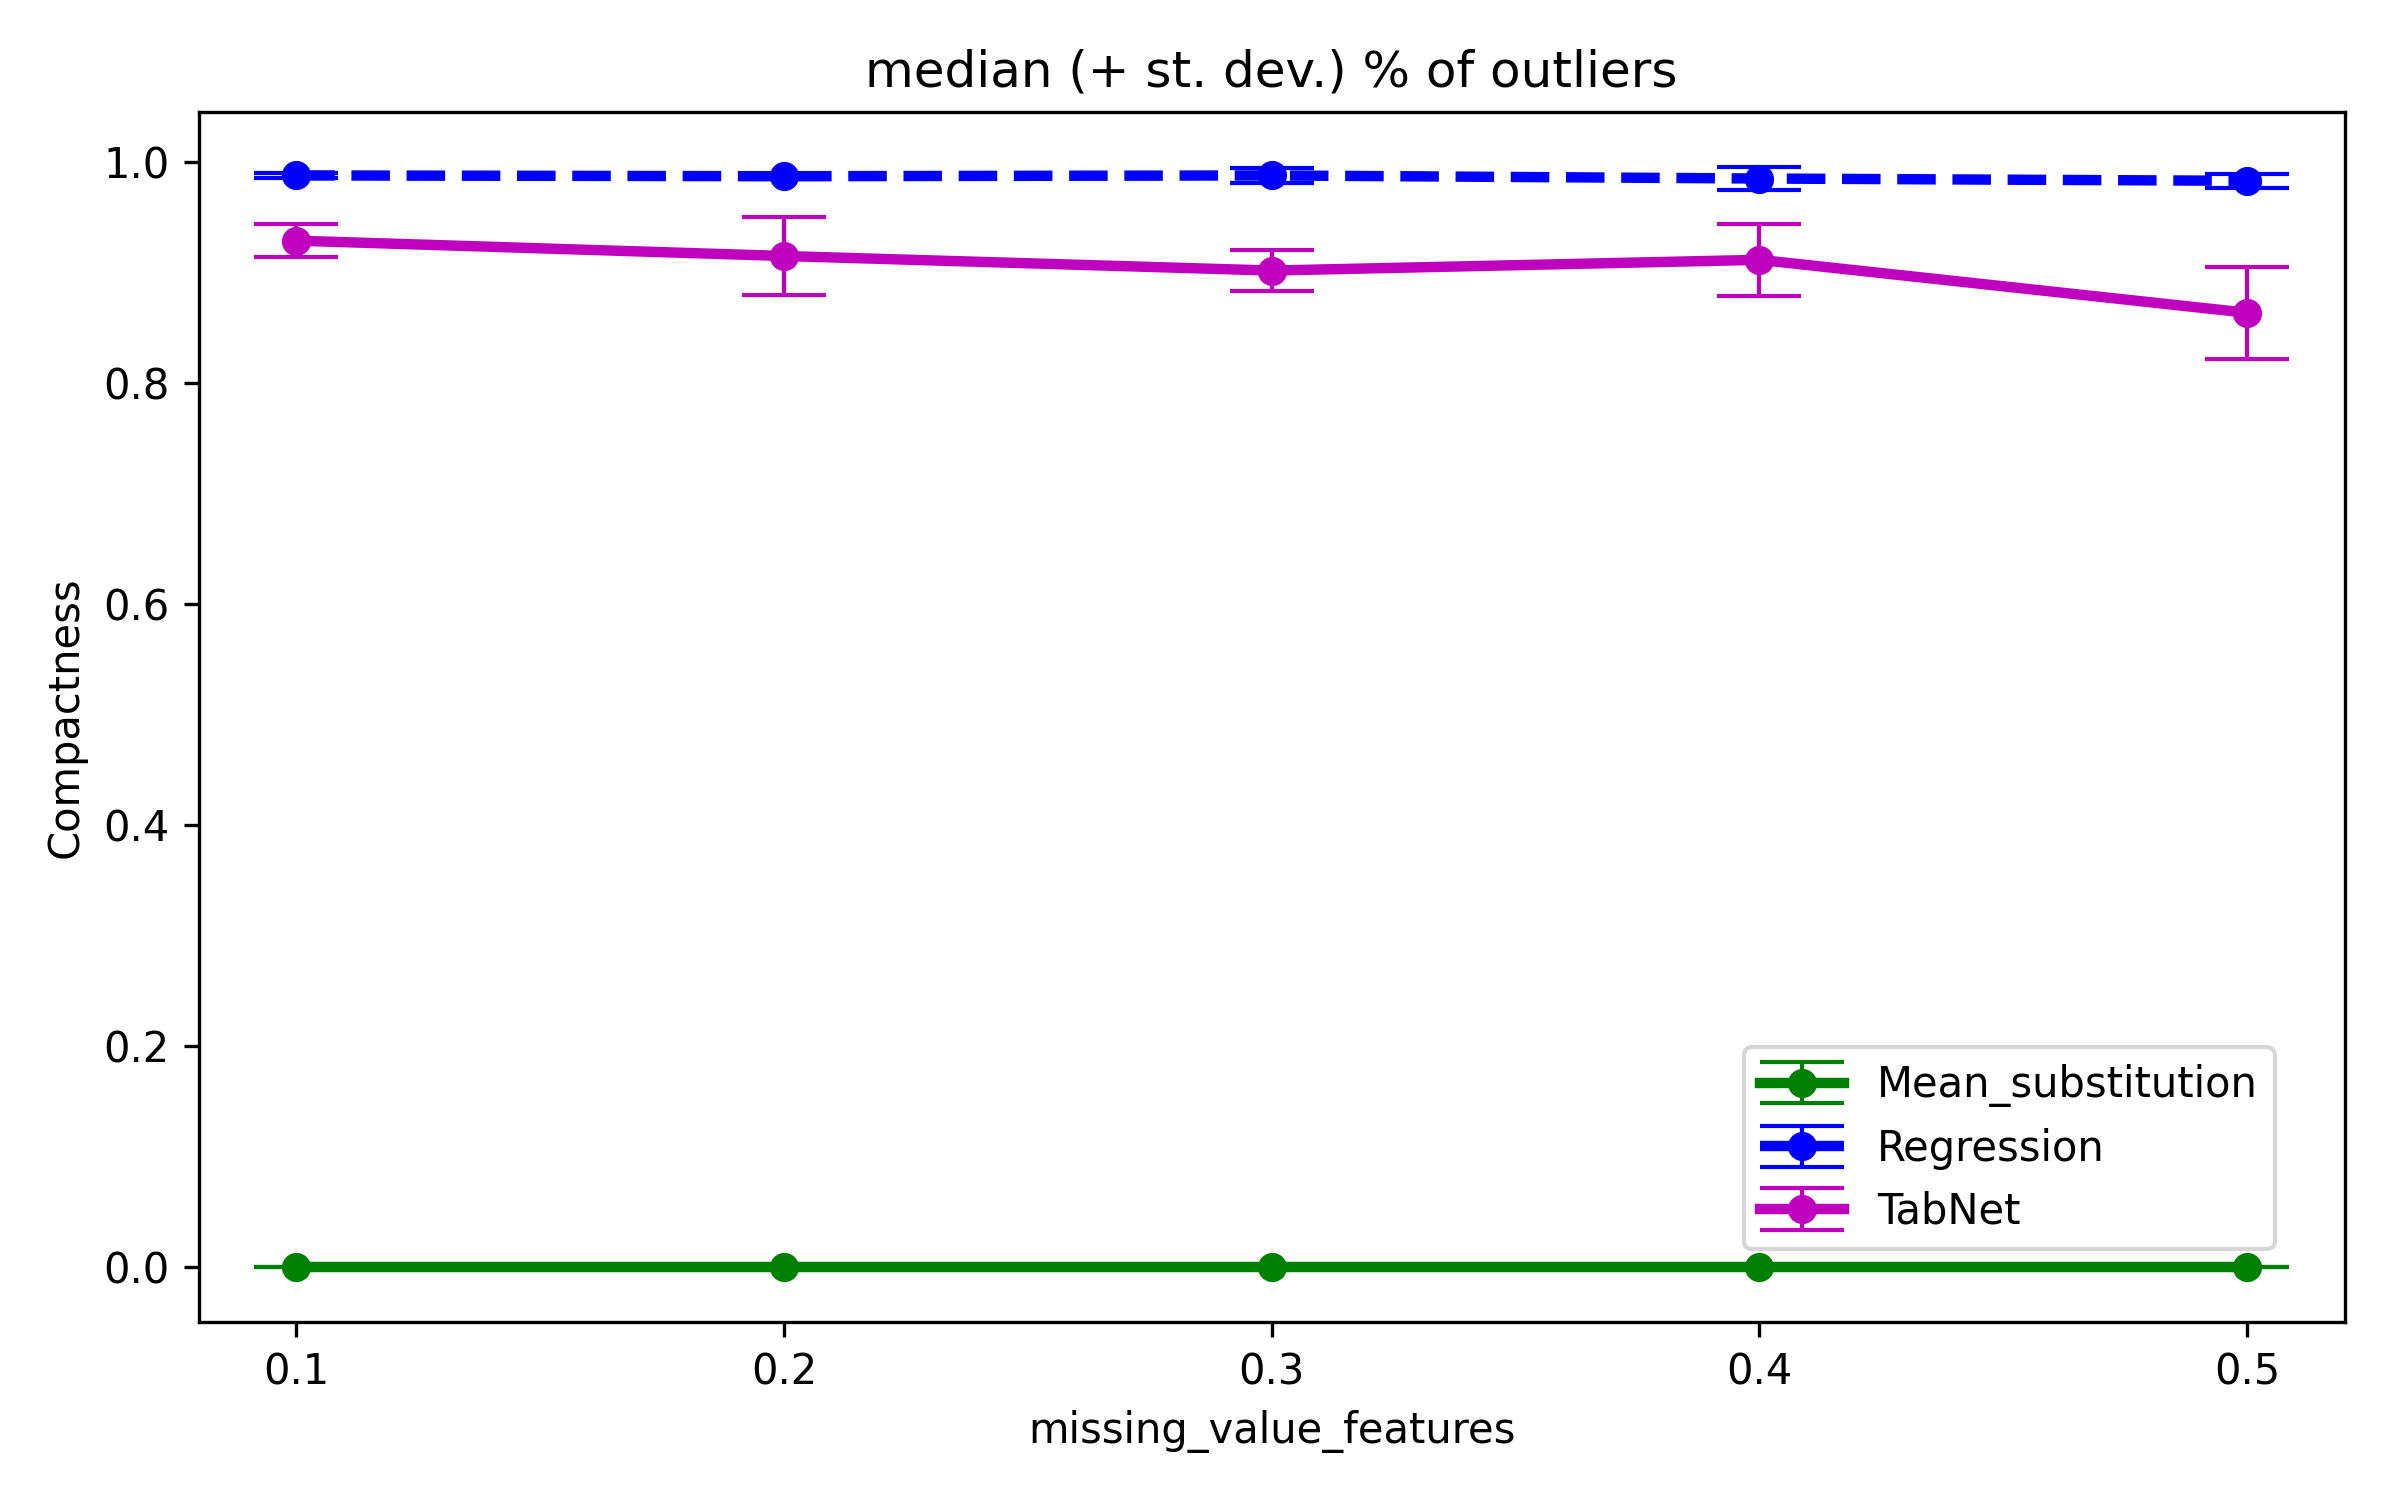 median (+ st. dev.) % of outliers
1.0
0.8
0.6
0.4
0.2
0.0
Compactness
Mean_substitution
Regression
TabNet
0.1 0.2 0.3 0.4 0.5
missing_value_features